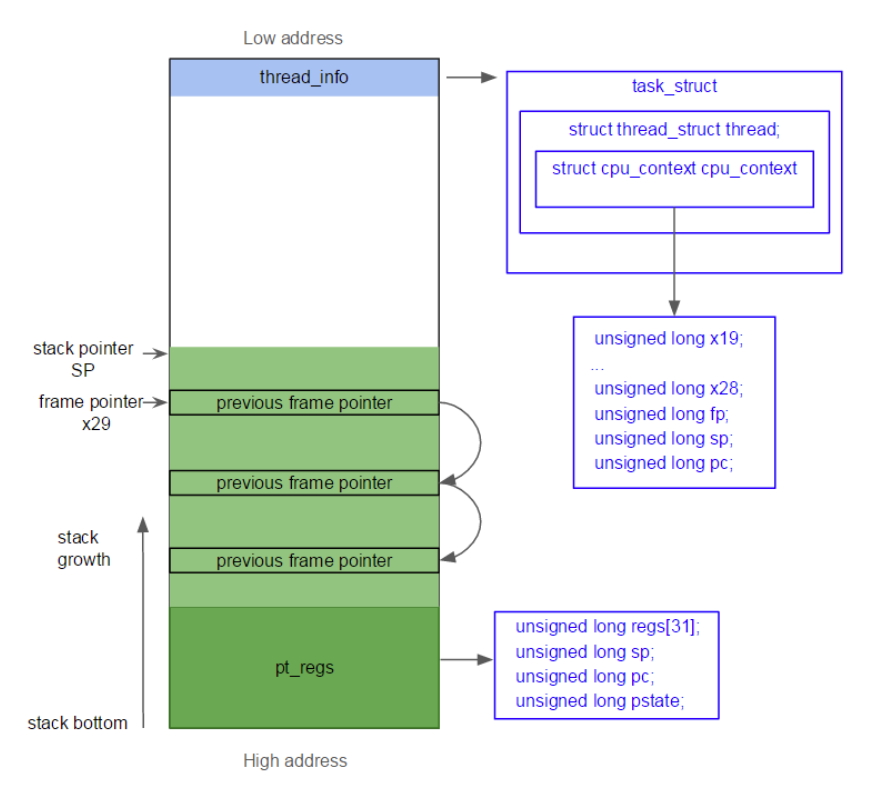 Low address
thread_info
task_struct
struct thread_struct thread;
struct cpu_context cpu_context
stack pointer
SP
unsigned long x19;
...
unsigned long x28;
unsigned long fp;
unsigned long sp;
unsigned long pc;
frame pointer
x29
previous frame pointer
previous frame pointer
stack
growth
previous frame pointer
pt_regs
unsigned long regs[31];
unsigned long sp;
unsigned long pc;
unsigned long pstate;
stack bottom
High address